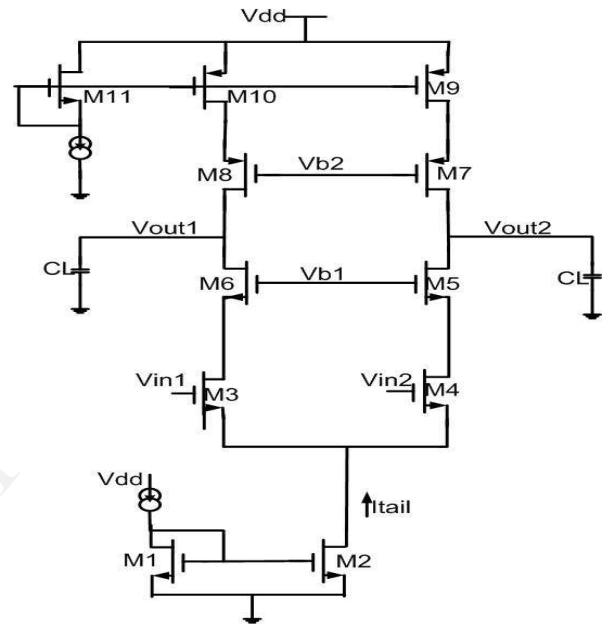 Vdd
M11
M10
M9
M8
Vb2
M7
Vout1
Vout2
CL
M6
Vb1
M5
CL
Vin1
M3
Vin2
M4
Vdd
Itail
M1
M2